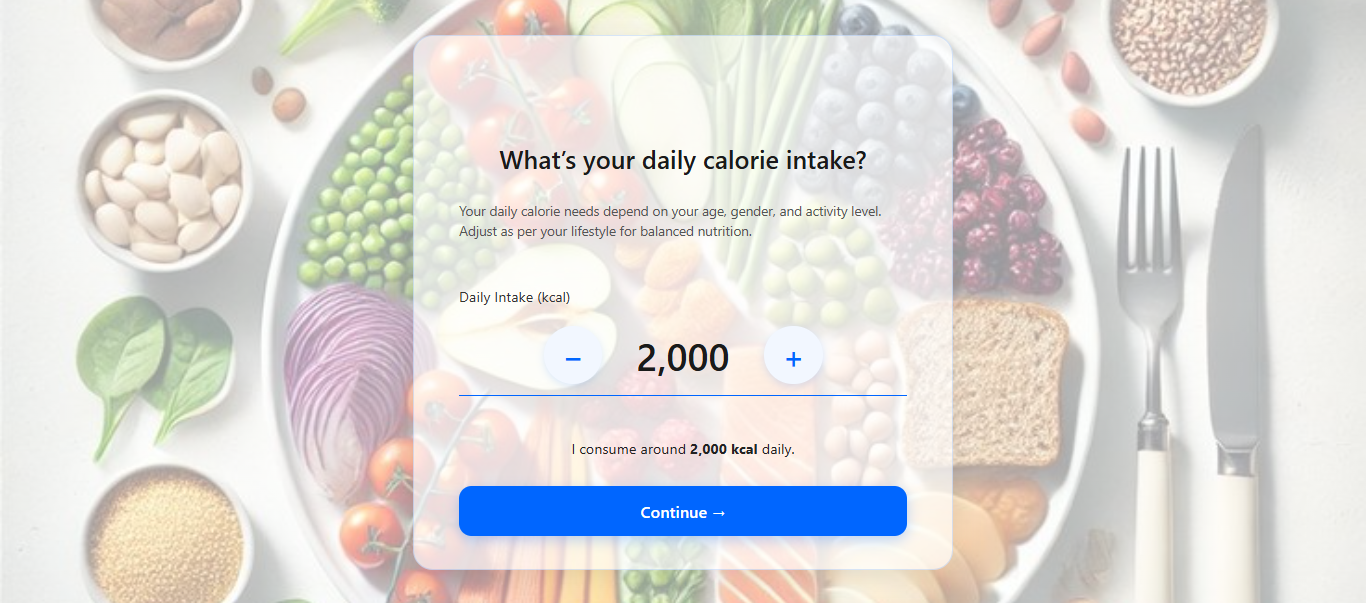 What’s your daily calorie intake?
Your daily calorie needs depend on your age, gender, and activity level.
Adjust as per your lifestyle for balanced nutrition.
Daily Intake (kcal)
− 2,000 +
I consume around 2,000 kcal daily.
Continue →